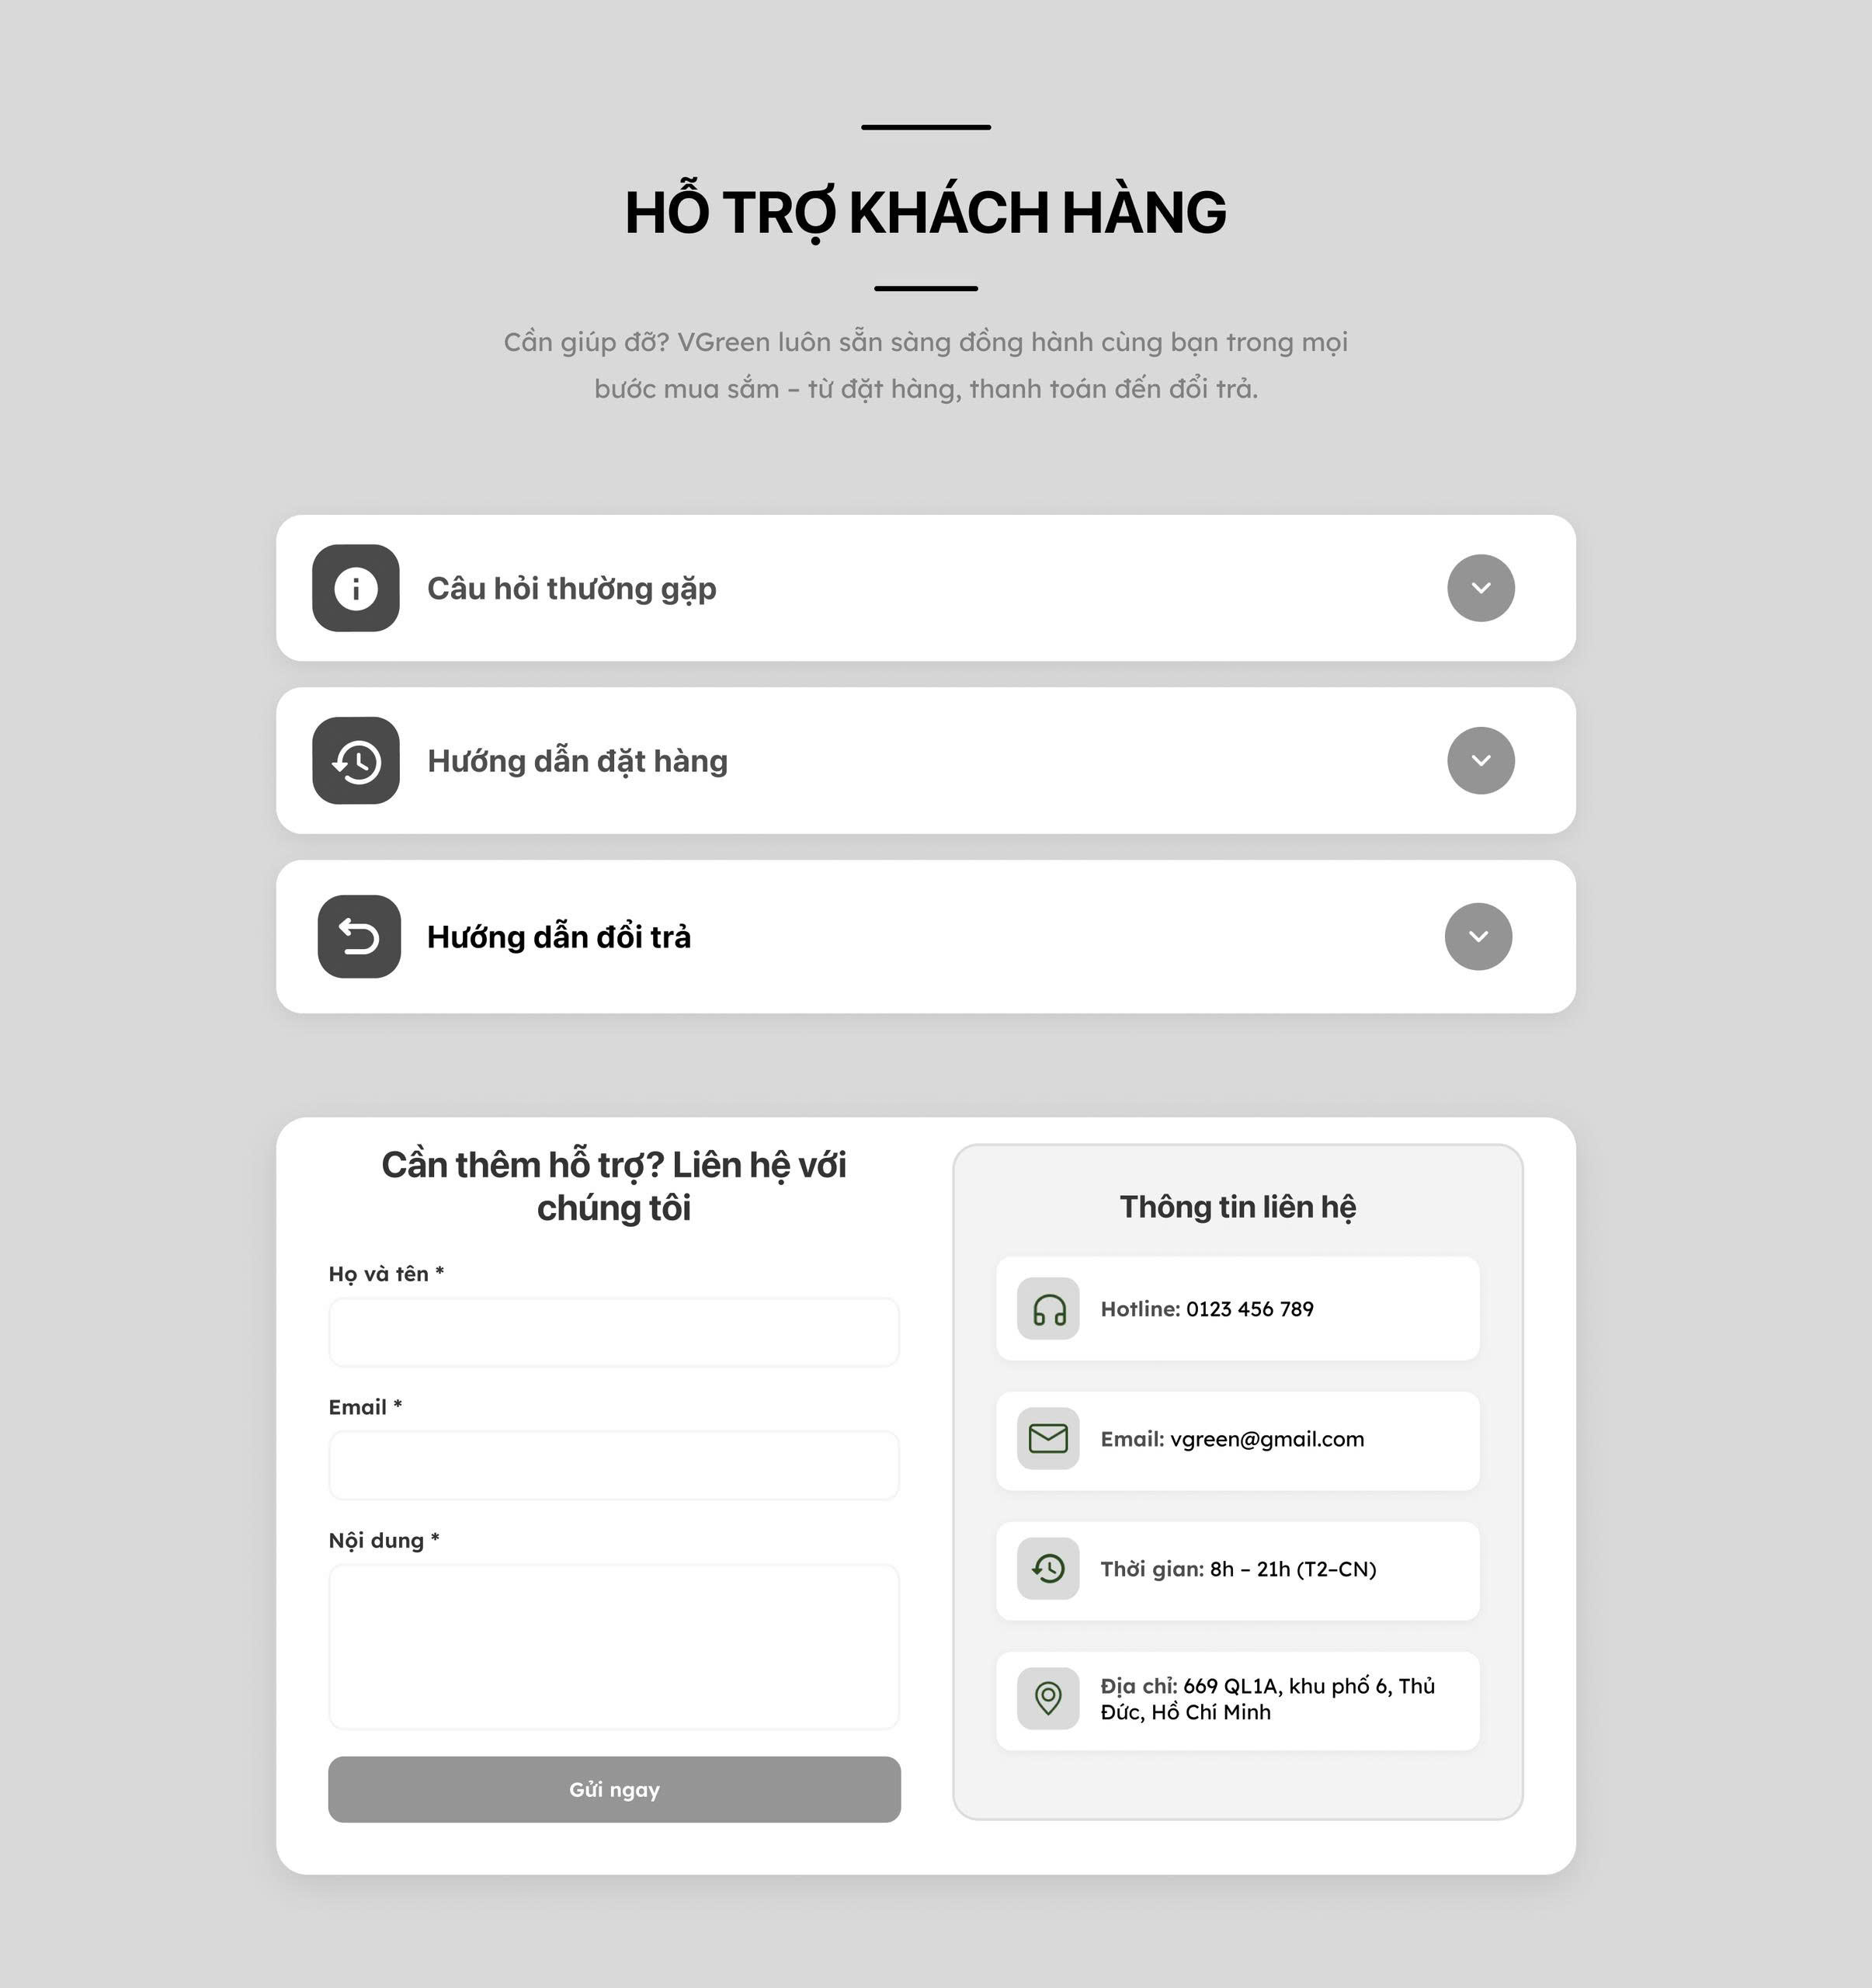 HỖ TRỢ KHÁCH HÀNG
Cần giúp đỡ? VGreen luôn sẵn sàng đồng hành cùng bạn trong mọi
bước mua sắm – từ đặt hàng, thanh toán đến đổi trả.
Câu hỏi thường gặp
Hướng dẫn đặt hàng
Hướng dẫn đổi trả
Cần thêm hỗ trợ? Liên hệ với
chúng tôi
Họ và tên *
Email *
Nội dung *
Gửi ngay
Thông tin liên hệ
Hotline: 0123 456 789
Email: vgreen@gmail.com
Thời gian: 8h – 21h (T2–CN)
Địa chỉ: 669 QL1A, khu phố 6, Thủ
Đức, Hồ Chí Minh